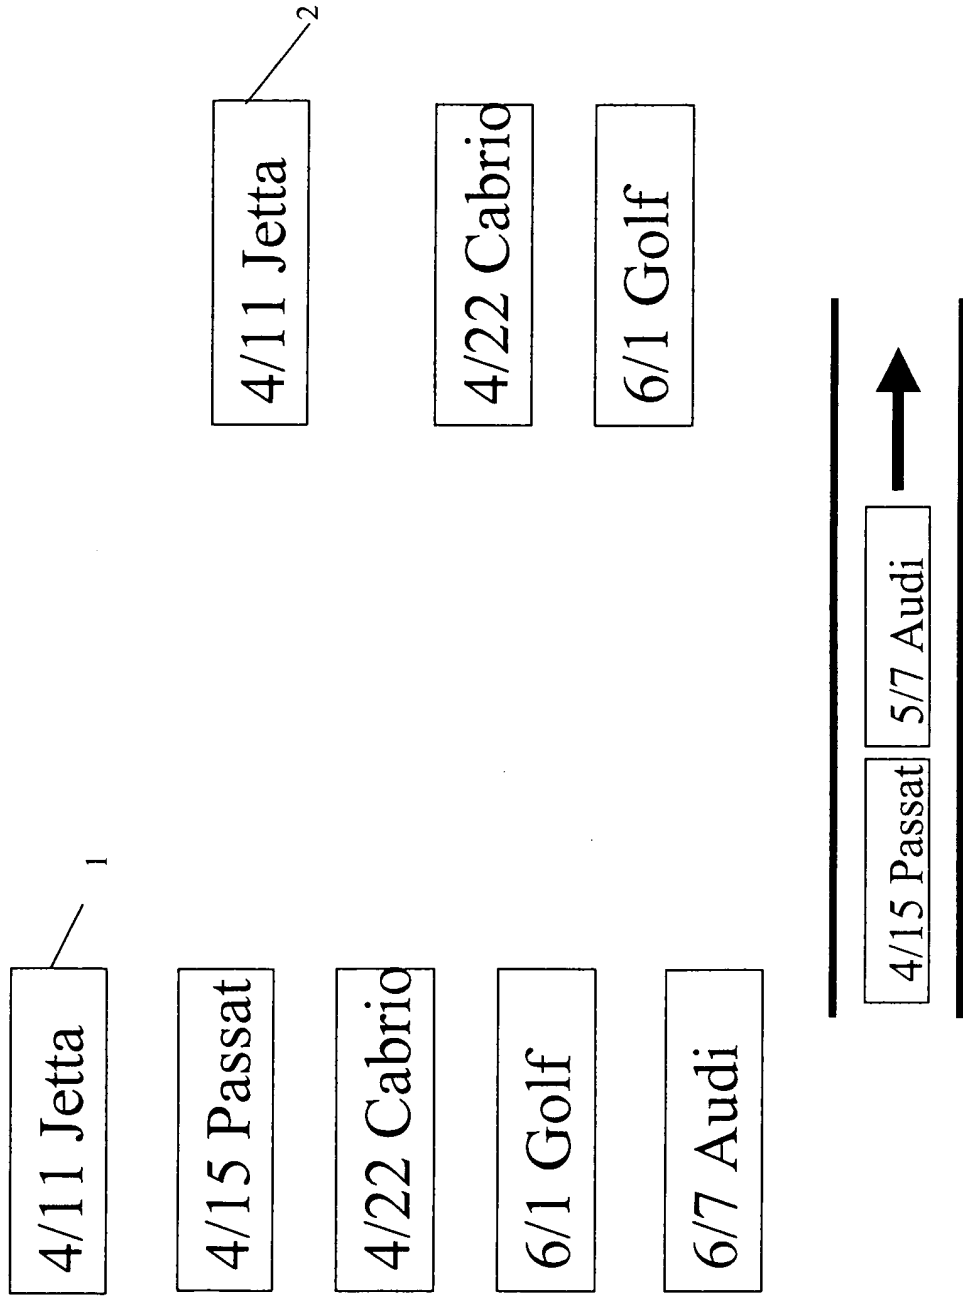 1
4/11 Jetta
4/15 Passat
4/22 Cabrio
6/1 Golf
6/7 Audi
2
4/11 Jetta
4/22 Cabrio
6/1 Golf
4/15 Passat
5/7 Audi